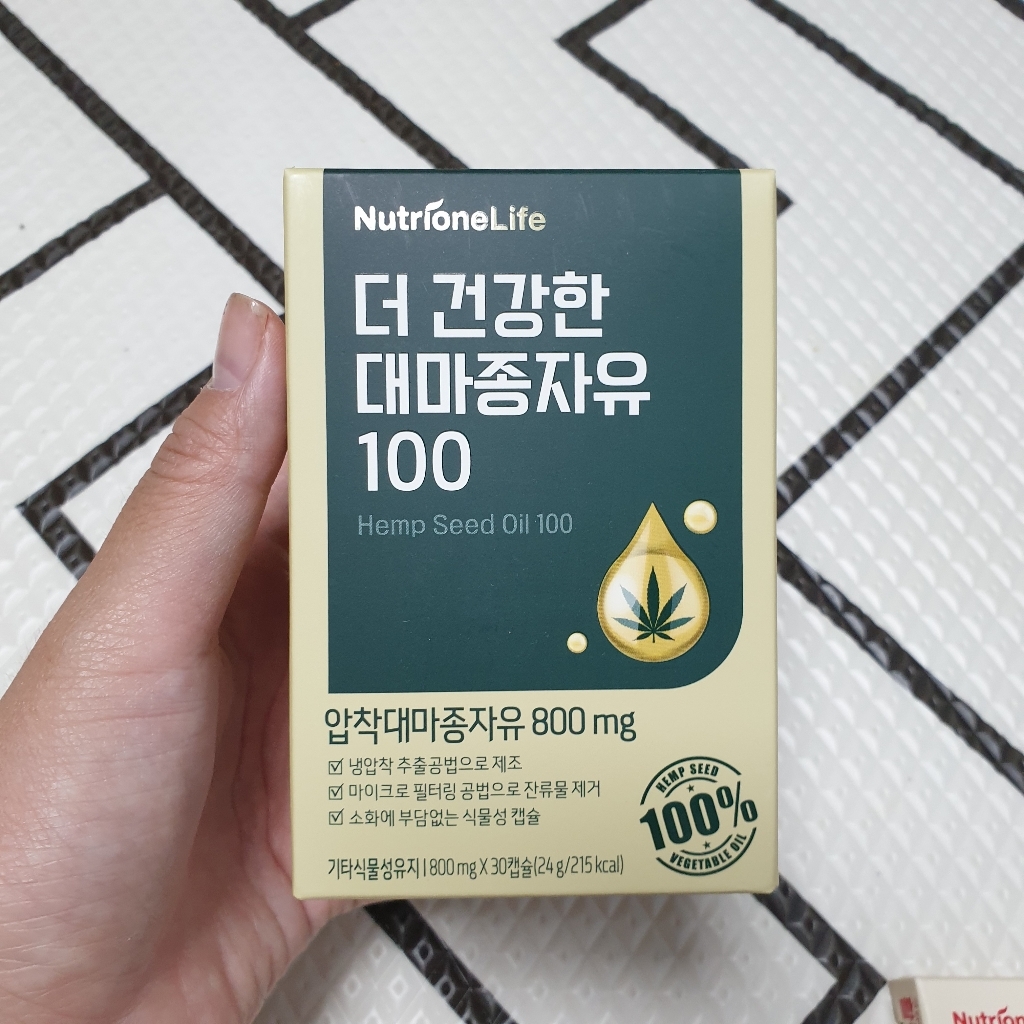 NutrioneLife
더 건강한
대마종자유
100
Hemp Seed Oil 100
압착대마종자유 800 mg
냉압착 추출공법으로 제조
마이크로 필터링 공법으로 잔류물 제거
소화에 부담없는 식물성 캡슐
HEMP SEED
100%
VEGETABLE OIL
기타식물성유지 | 800 mg X 30캡슐(24 g/215 kcal)
Nutrion